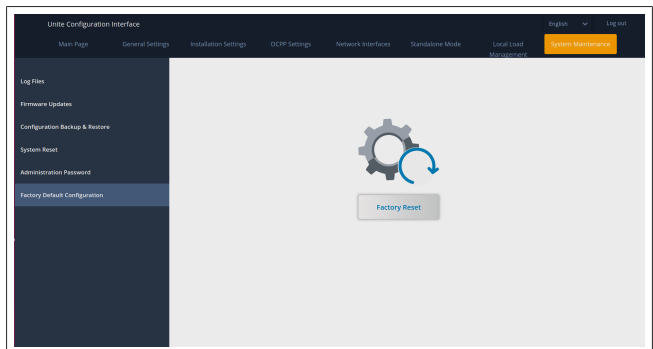 Unite Configuration Interface
English
Log out
Main Page
General Settings
Installation Settings
OCPP Settings
Network Interfaces
Standalone Mode
Local Load
Management
System Maintenance
Log Files
Firmware Updates
Configuration Backup & Restore
System Reset
Administration Password
Factory Default Configuration
Factory Reset